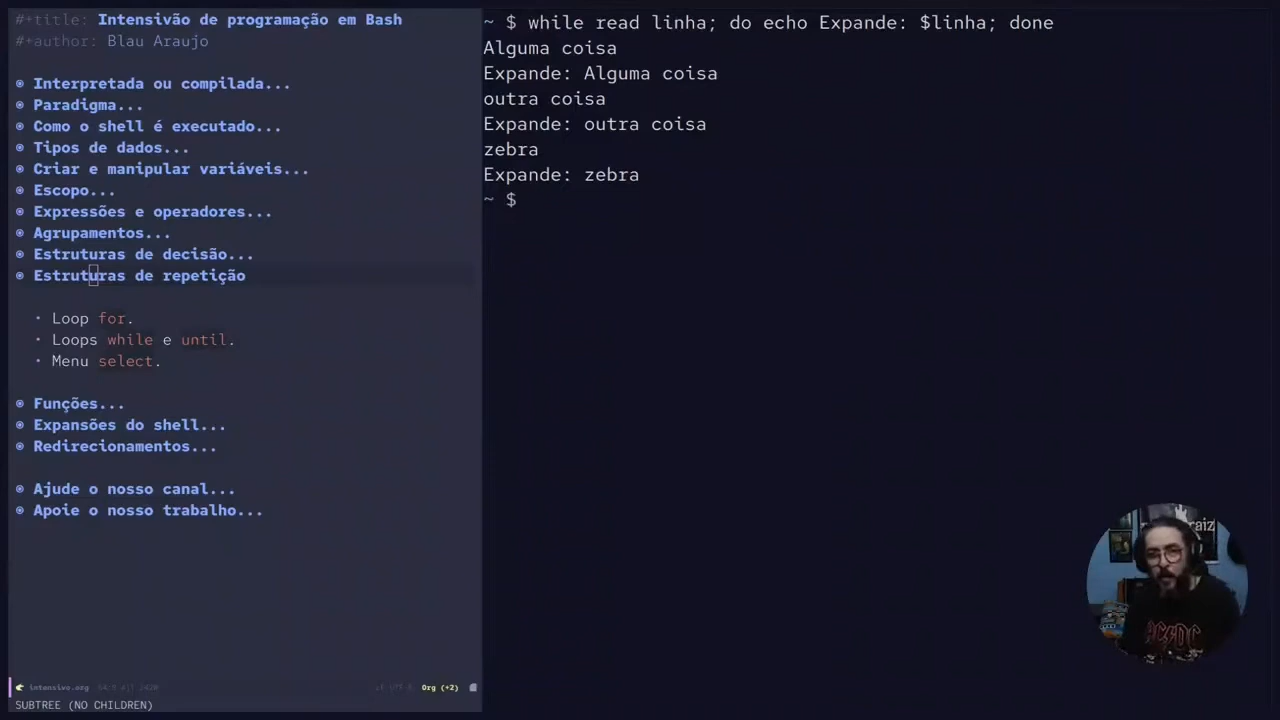 #+title: Intensivão de programação em Bash
#+author: Blau Araujo
Interpretada ou compilada...
Paradigma...
Como o shell é executado...
Tipos de dados...
Criar e manipular variáveis...
Escopo...
Expressões e operadores...
Agrupamentos...
Estruturas de decisão...
Estruturas de repetição
• Loop for.
• Loops while e until.
• Menu select.
Funções...
Expansões do shell...
Redirecionamentos...
Ajude o nosso canal...
Apoie o nosso trabalho...
intensivo.org
Org (+2)
SUBTREE (NO CHILDREN)
~ $ while read linha; do echo Expande: $linha; done
Alguma coisa
Expande: Alguma coisa
outra coisa
Expande: outra coisa
zebra
Expande: zebra
~ $
raiz
AC/DC